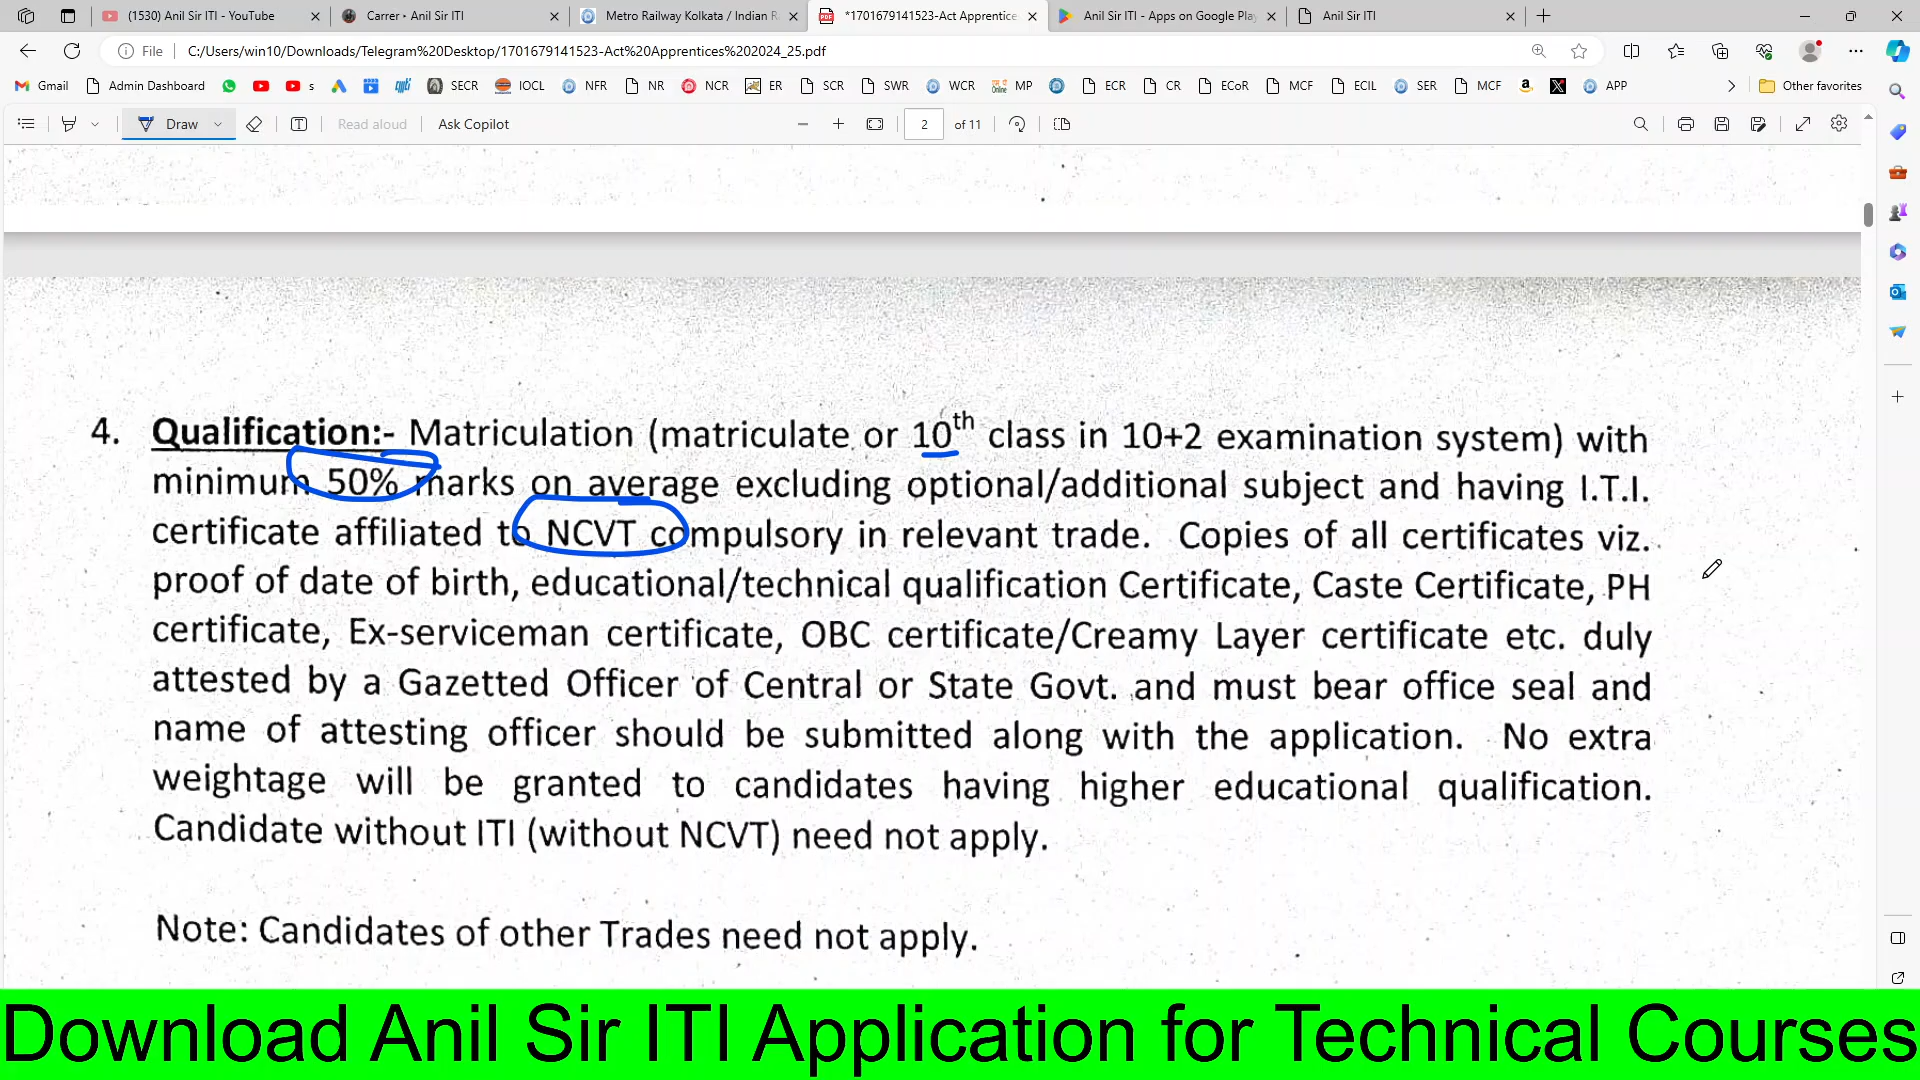 (1530) Anil Sir ITI - YouTube
Carrer • Anil Sir ITI
Metro Railway Kolkata / Indian R
*1701679141523-Act Apprentice
Anil Sir ITI - Apps on Google Play
Anil Sir ITI
File
C:/Users/win10/Downloads/Telegram%20Desktop/1701679141523-Act%20Apprentices%202024_25.pdf
Gmail
Admin Dashboard
s
SECR
IOCL
NFR
NR
NCR
ER
SCR
SWR
WCR
MP
ECR
CR
ECoR
MCF
ECIL
SER
MCF
APP
Other favorites
Draw
Read aloud
Ask Copilot
2
of 11
4. Qualification:- Matriculation (matriculate or 10th class in 10+2 examination system) with
minimum 50% marks on average excluding optional/additional subject and having I.T.I.
certificate affiliated to NCVT compulsory in relevant trade. Copies of all certificates viz.
proof of date of birth, educational/technical qualification Certificate, Caste Certificate, PH
certificate, Ex-serviceman certificate, OBC certificate/Creamy Layer certificate etc. duly
attested by a Gazetted Officer of Central or State Govt. and must bear office seal and
name of attesting officer should be submitted along with the application. No extra
weightage will be granted to candidates having higher educational qualification.
Candidate without ITI (without NCVT) need not apply.
Note: Candidates of other Trades need not apply.
Download Anil Sir ITI Application for Technical Courses